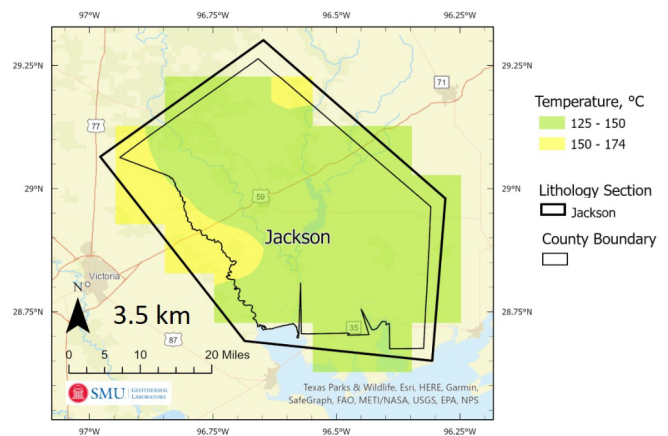 97°W 96.75°W 96.5°W 96.25°W
29.25°N 29.25°N
71
77
Temperature, °C
125 - 150
150 - 174
29°N 29°N
59
Lithology Section
Jackson
County Boundary
Jackson
Victoria
N
28.75°N 28.75°N
3.5 km
35
87
0 5 10 20 Miles
SMU. GEOTHERMAL
LABORATORY
Texas Parks & Wildlife, Esri, HERE, Garmin,
SafeGraph, FAO, METI/NASA, USGS, EPA, NPS
97°W 96.75°W 96.5°W 96.25°W